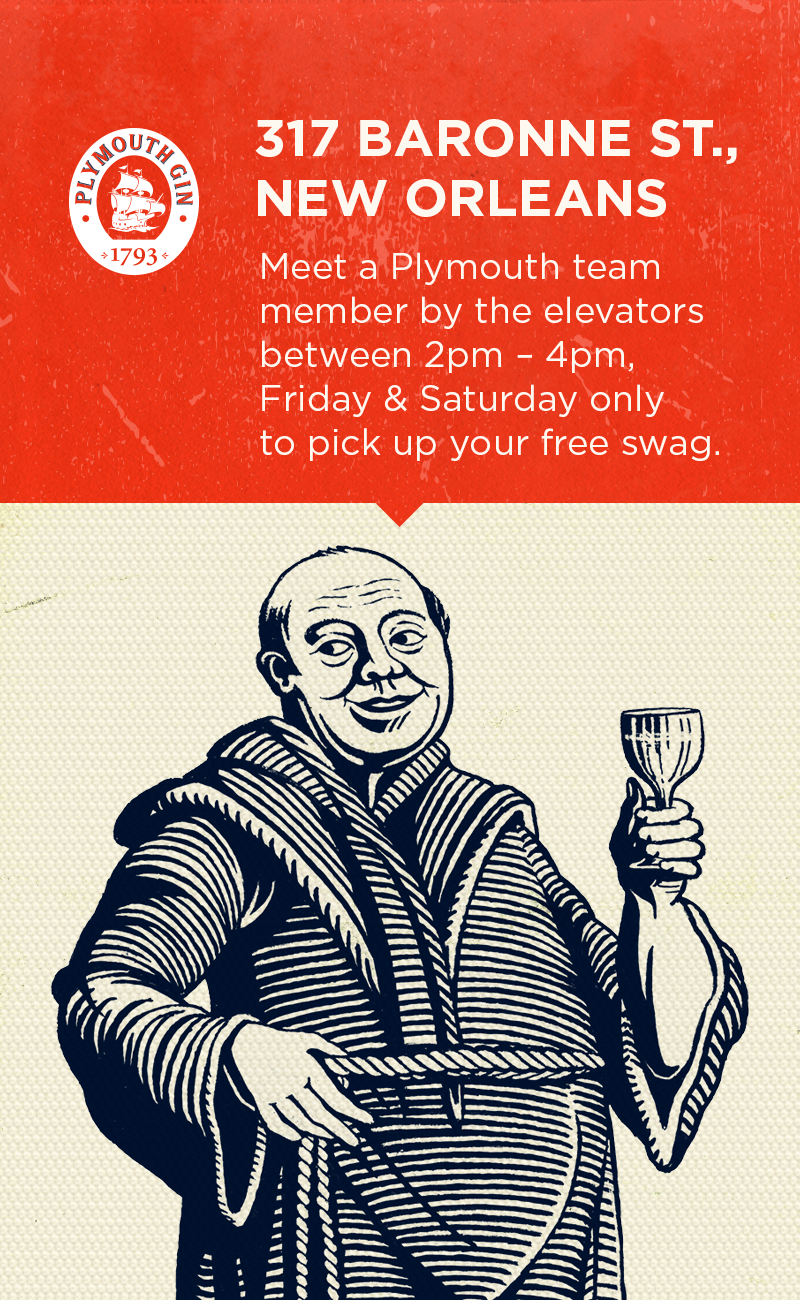 PLYMOUTH GIN
1793
317 BARONNE ST.,
NEW ORLEANS
Meet a Plymouth team
member by the elevators
between 2pm – 4pm,
Friday & Saturday only
to pick up your free swag.